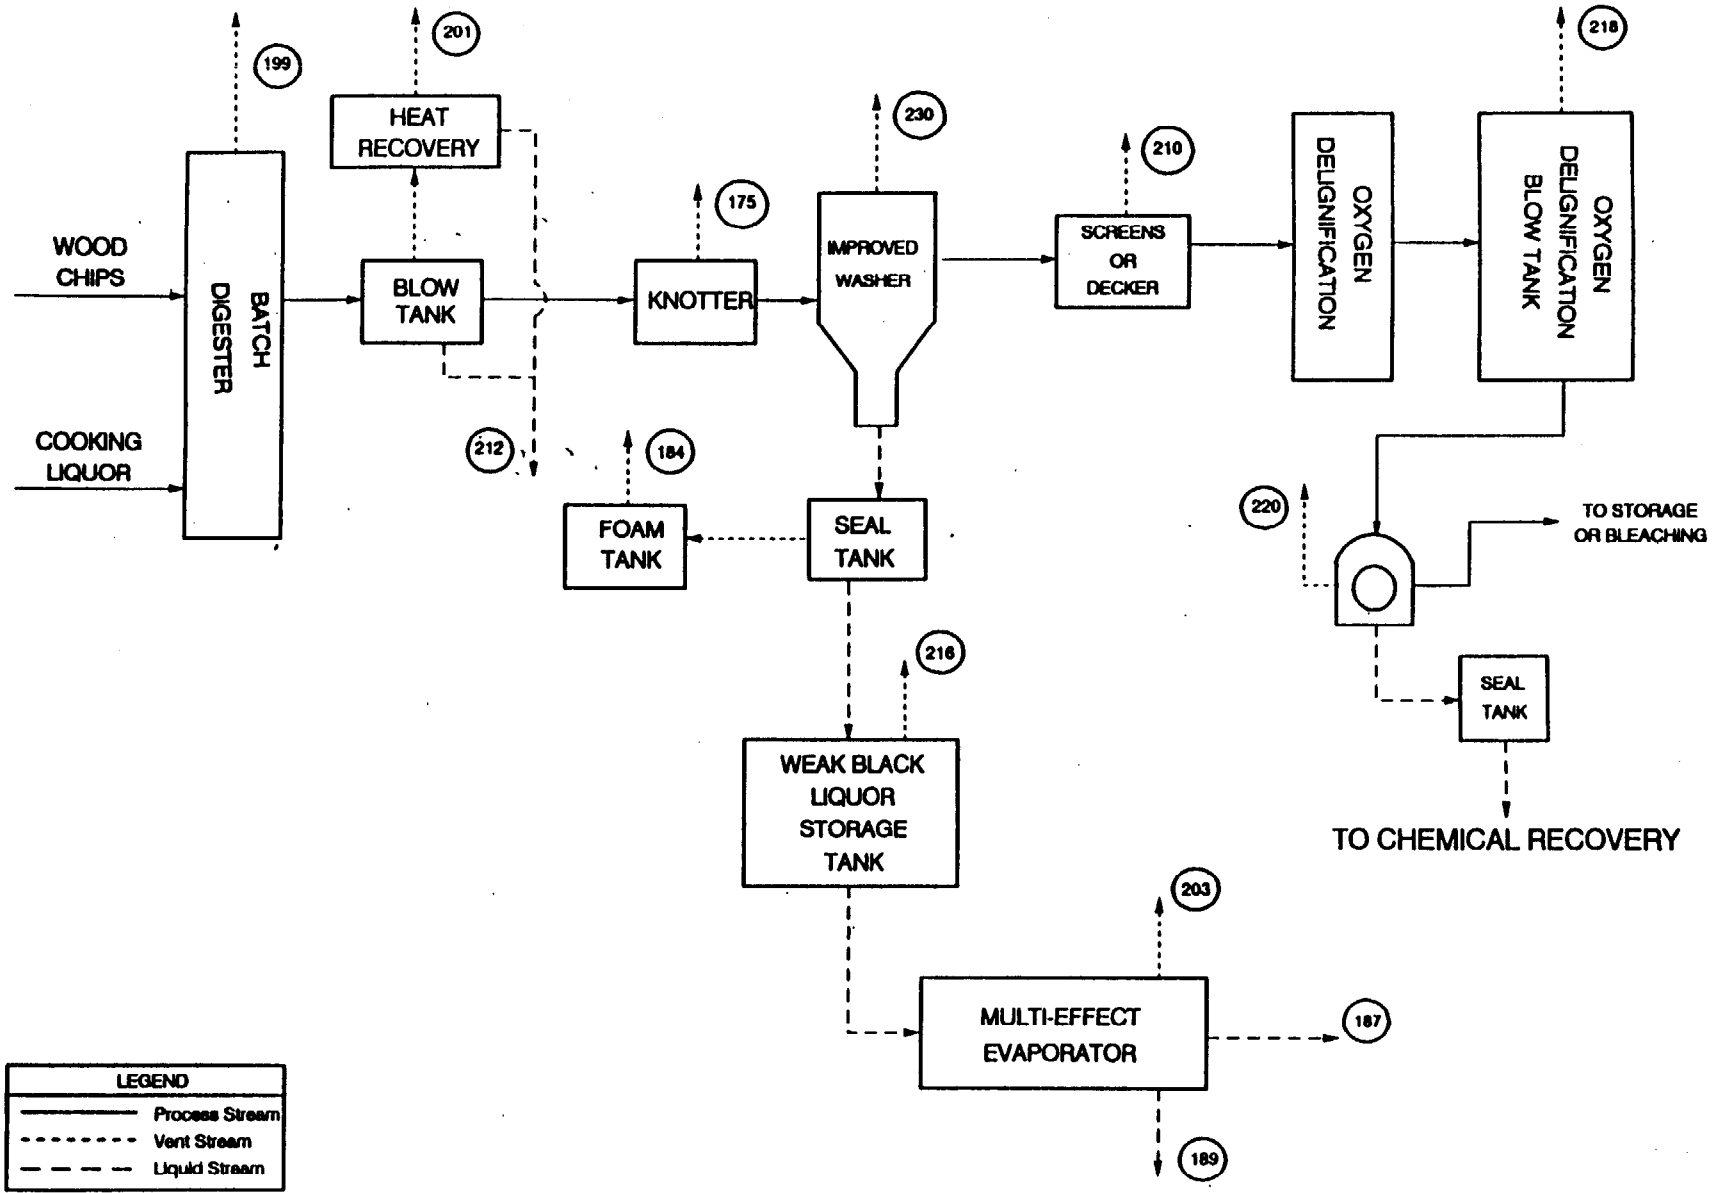 201
218
199
HEAT
RECOVERY
230
210
175
WOOD
CHIPS
BATCH
DIGESTER
BLOW
TANK
KNOTTER
IMPROVED
WASHER
SCREENS
OR
DECKER
OXYGEN
DELIGNIFICATION
OXYGEN
DELIGNIFICATION
BLOW TANK
COOKING
LIQUOR
212
184
FOAM
TANK
SEAL
TANK
220
TO STORAGE
OR BLEACHING
216
SEAL
TANK
WEAK BLACK
LIQUOR
STORAGE
TANK
TO CHEMICAL RECOVERY
203
MULTI-EFFECT
EVAPORATOR
187
189
LEGEND
Process Stream
Vent Stream
Liquid Stream